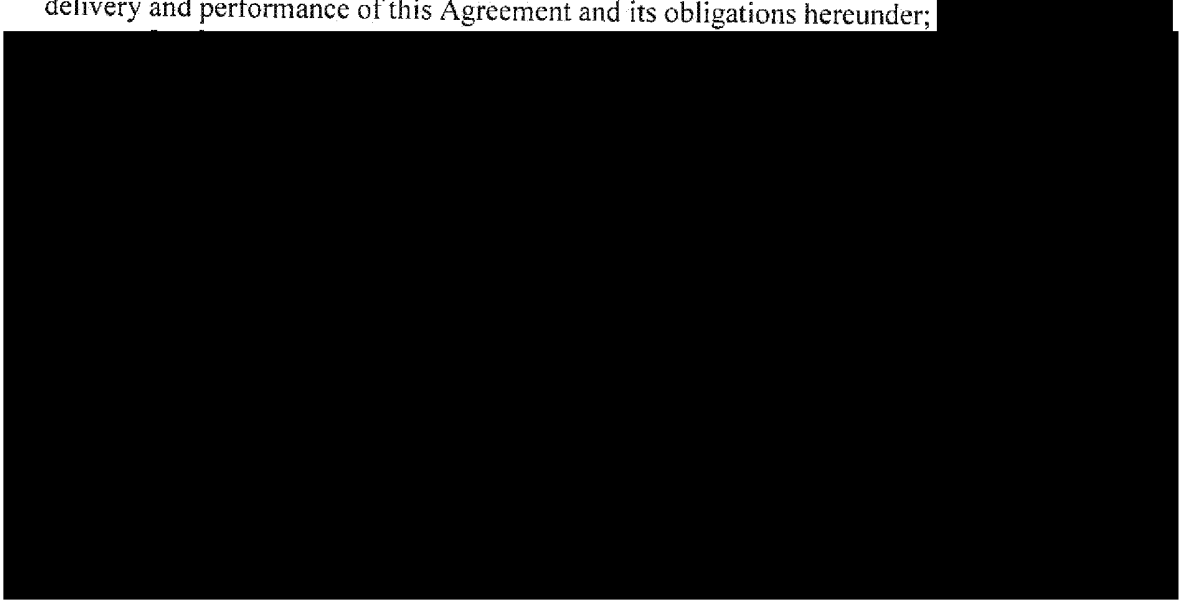 delivery and performance of this Agreement and its obligations hereunder;